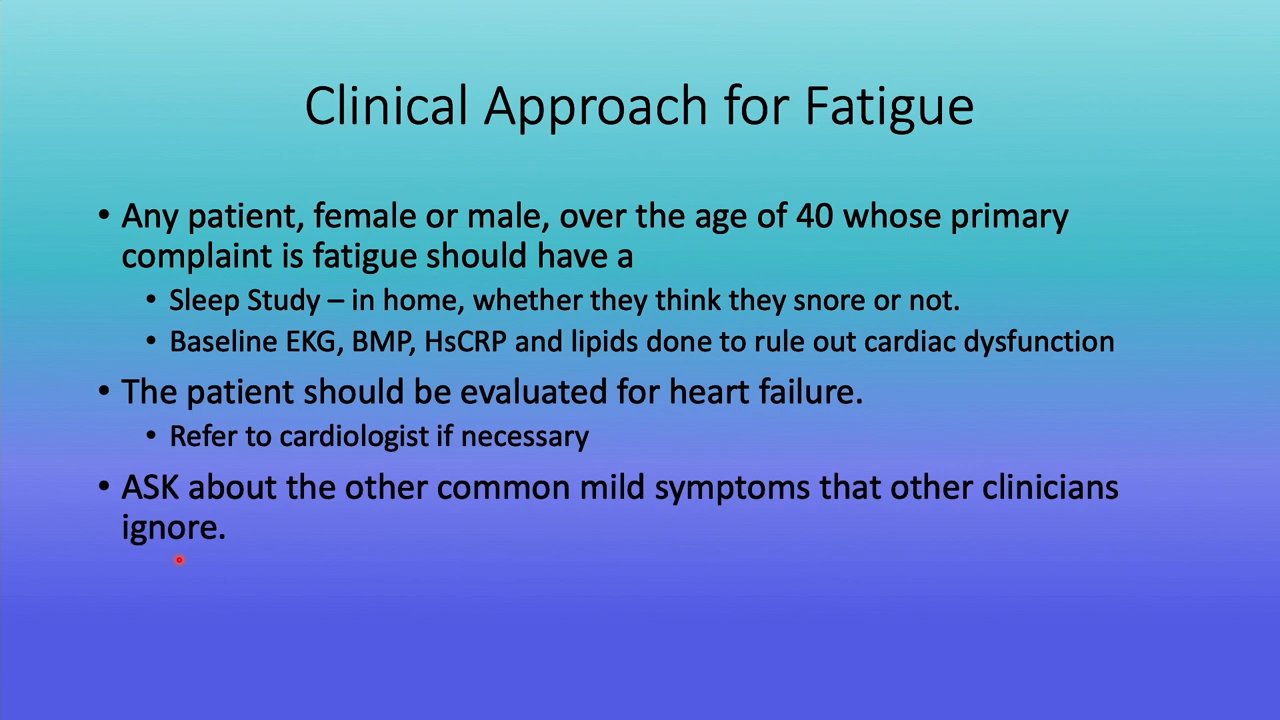 Clinical Approach for Fatigue
• Any patient, female or male, over the age of 40 whose primary
complaint is fatigue should have a
• Sleep Study – in home, whether they think they snore or not.
• Baseline EKG, BMP, HsCRP and lipids done to rule out cardiac dysfunction
• The patient should be evaluated for heart failure.
• Refer to cardiologist if necessary
• ASK about the other common mild symptoms that other clinicians
ignore.